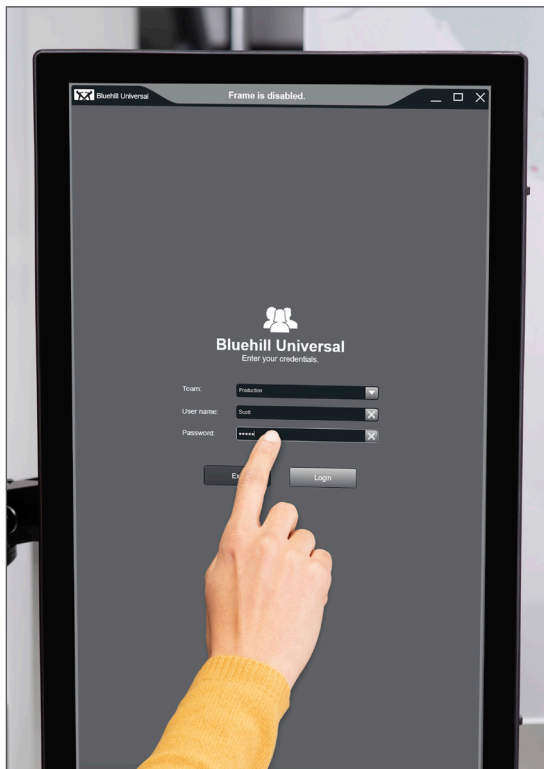 Bluehill Universal
Frame is disabled.
Bluehill Universal
Enter your credentials.
Team:
Production
User name:
Scott
Password:
•••••
Login